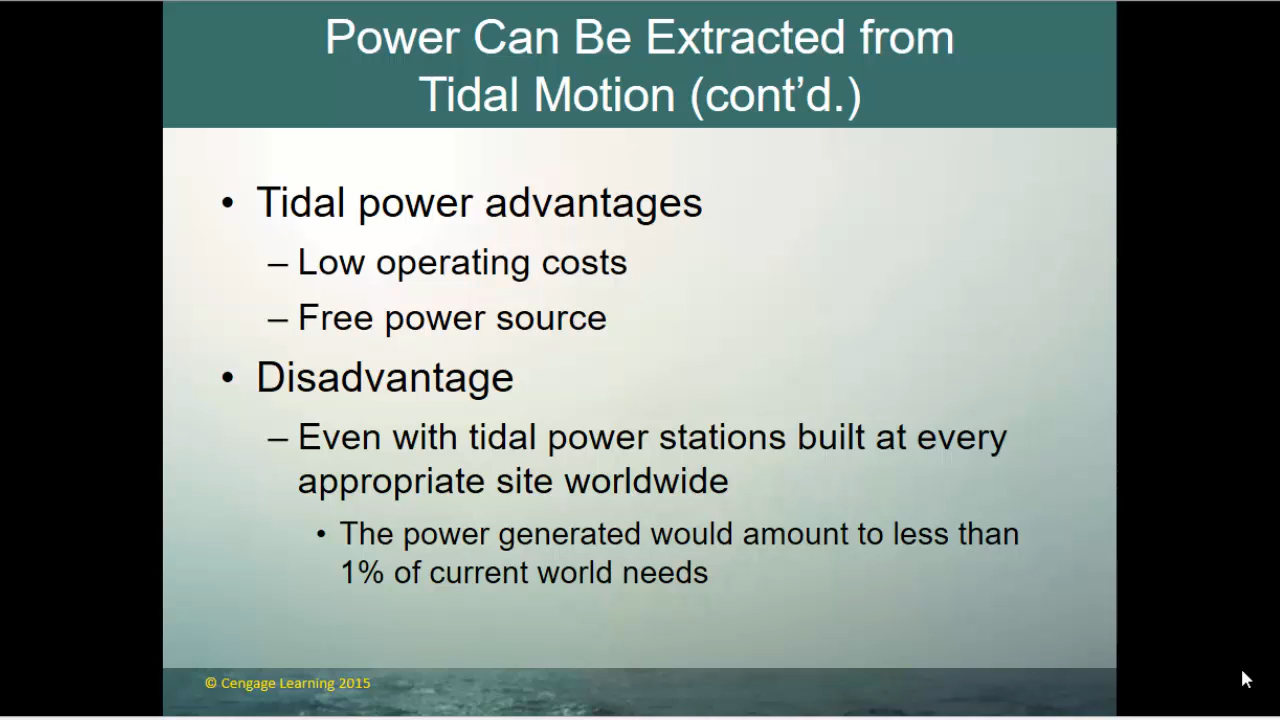 Power Can Be Extracted from
Tidal Motion (cont’d.)
• Tidal power advantages
– Low operating costs
– Free power source
• Disadvantage
– Even with tidal power stations built at every
appropriate site worldwide
• The power generated would amount to less than
1% of current world needs
© Cengage Learning 2015